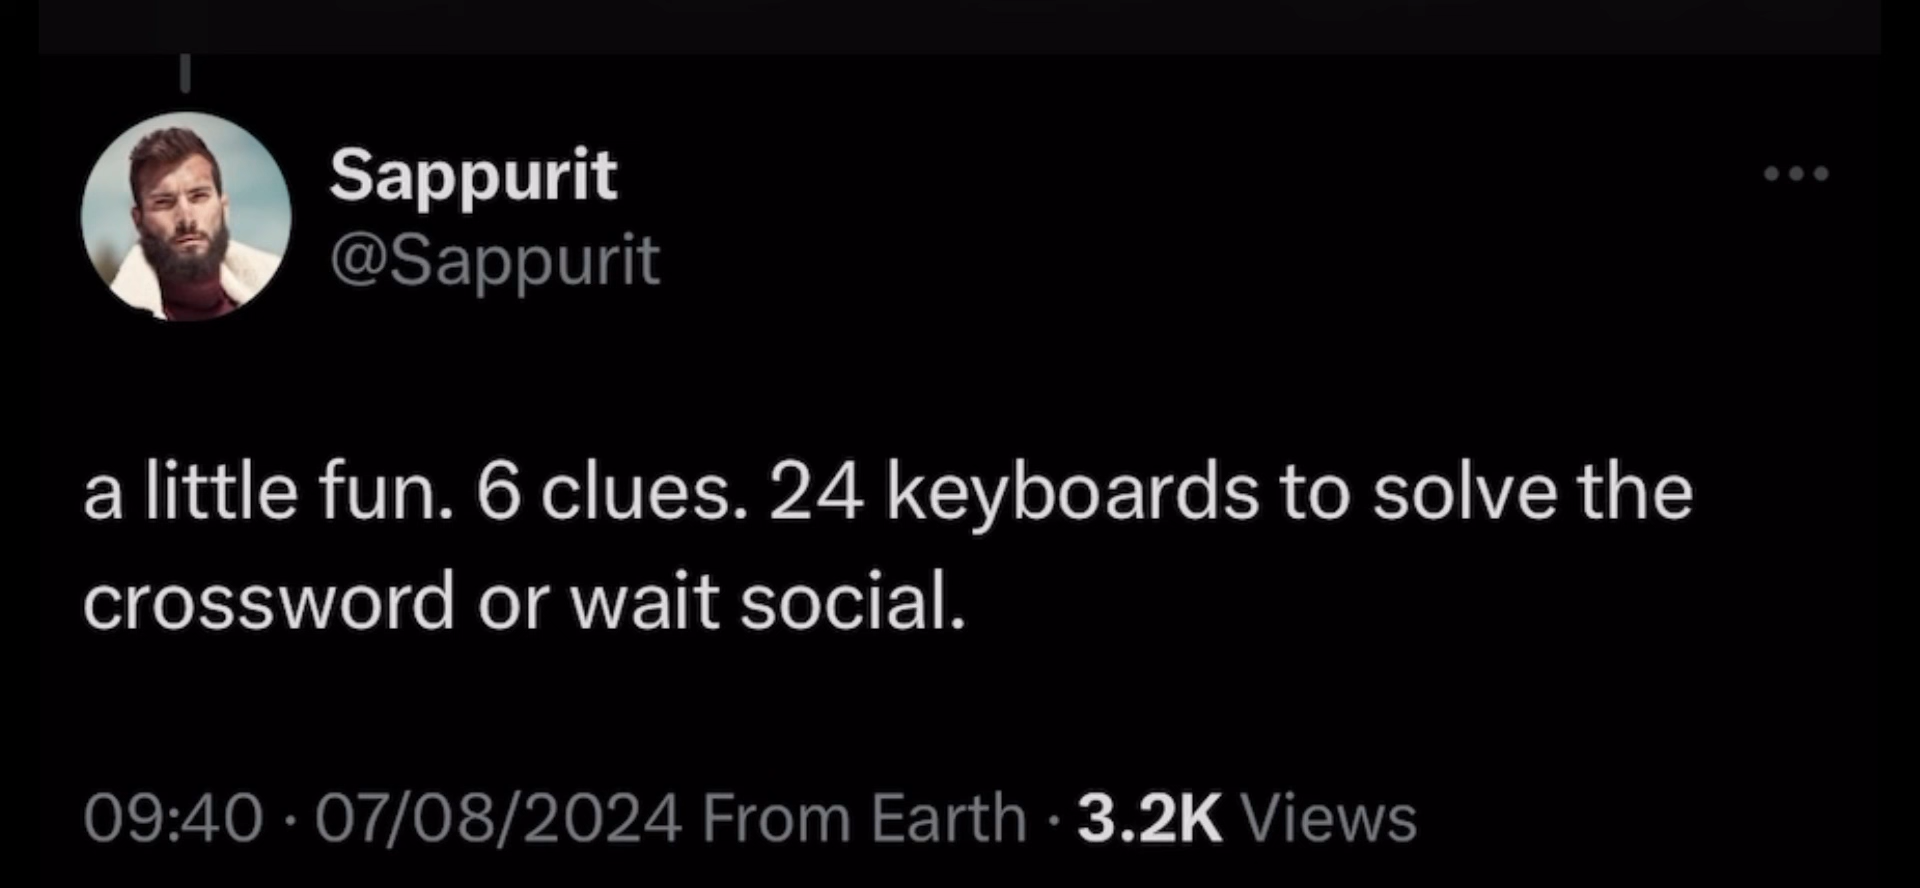 Sappurit
@Sappurit
a little fun. 6 clues. 24 keyboards to solve the
crossword or wait social.
09:40 · 07/08/2024 From Earth · 3.2K Views